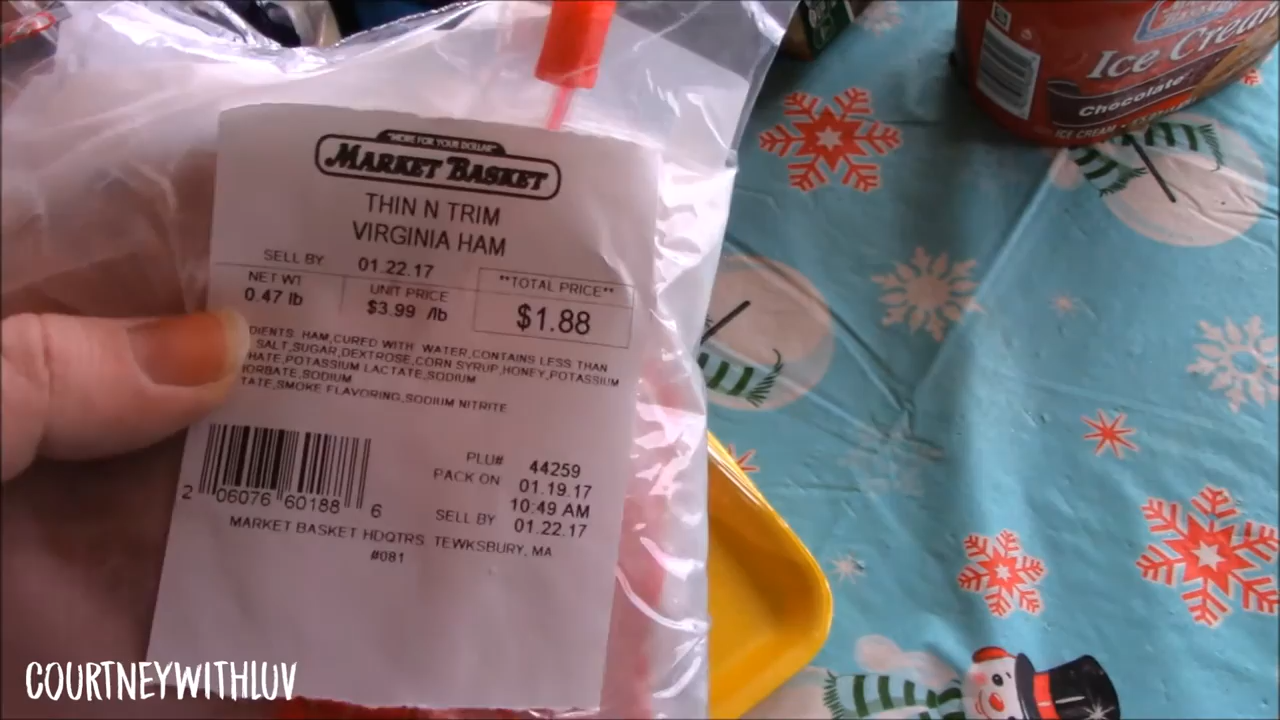 "MORE FOR YOUR DOLLAR"
MARKET BASKET
THIN N TRIM
VIRGINIA HAM
SELL BY 01.22.17
NET WT 0.47 lb
UNIT PRICE $3.99 /lb
**TOTAL PRICE** $1.88
DIENTS: HAM,CURED WITH WATER,CONTAINS LESS THAN
SALT,SUGAR,DEXTROSE,CORN SYRUP,HONEY,POTASSIUM
HATE,POTASSIUM LACTATE,SODIUM
ORBATE,SODIUM
TATE,SMOKE FLAVORING,SODIUM NITRITE
PLU# 44259
PACK ON 01.19.17
10:49 AM
SELL BY 01.22.17
2 06076 60188 6
MARKET BASKET HDQTRS TEWKSBURY, MA
#081
Ice Cream
Chocolate
ICE CREAM
COURTNEYWITHLUV